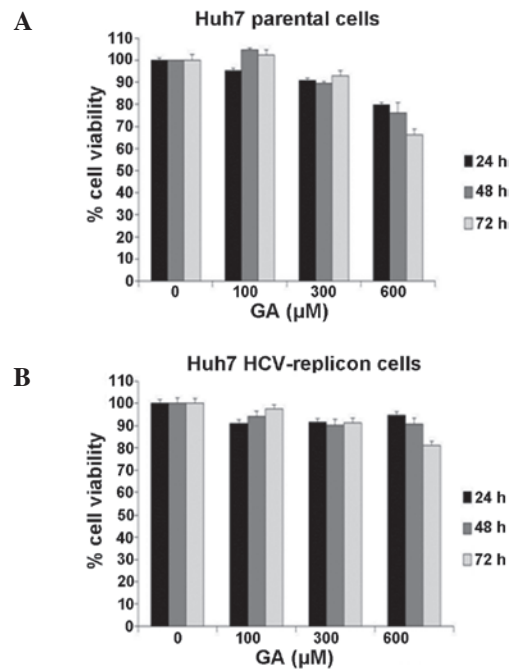 A
Huh7 parental cells
110
100
90
80
70
60
50
40
30
20
10
0
% cell viability
0 100 300 600
GA (µM)
24 h
48 h
72 h
B
Huh7 HCV-replicon cells
110
100
90
80
70
60
50
40
30
20
10
0
% cell viability
0 100 300 600
GA (µM)
24 h
48 h
72 h